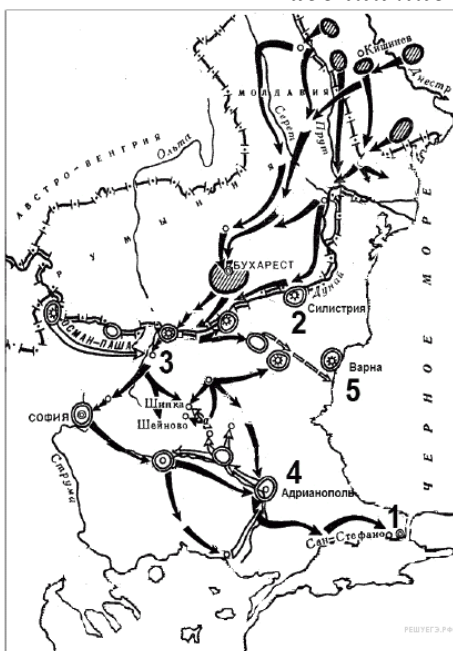 Кишинев
Днестр
МОЛДАВИЯ
Серет
Прут
АВСТРО-ВЕНГРИЯ
Ольта
РУМЫНИЯ
БУХАРЕСТ
Дунай
2
Силистрия
ОСМАН-ПАША
3
Варна
5
ЧЕРНОЕ МОРЕ
Шипка
Шейново
СОФИЯ
Струма
4
Адрианополь
1
Сан-Стефано
РЕШУЕГЭ.РФ